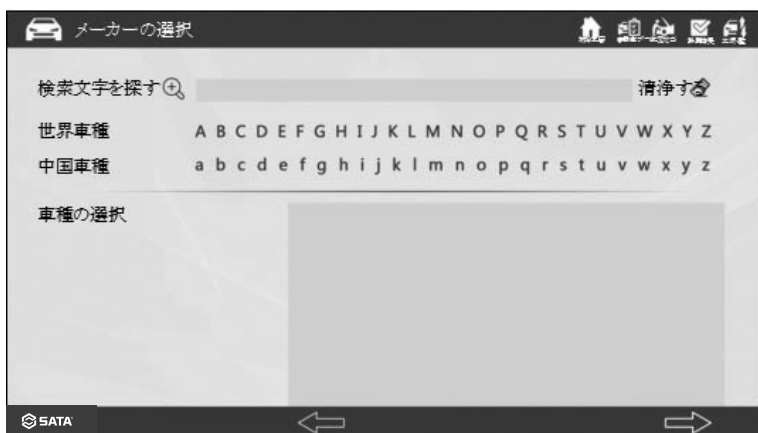 メーカーの選択
検索文字を探す 清浄する
世界車種 A B C D E F G H I J K L M N O P Q R S T U V W X Y Z
中国車種 a b c d e f g h i j k l m n o p q r s t u v w x y z
車種の選択
SATA